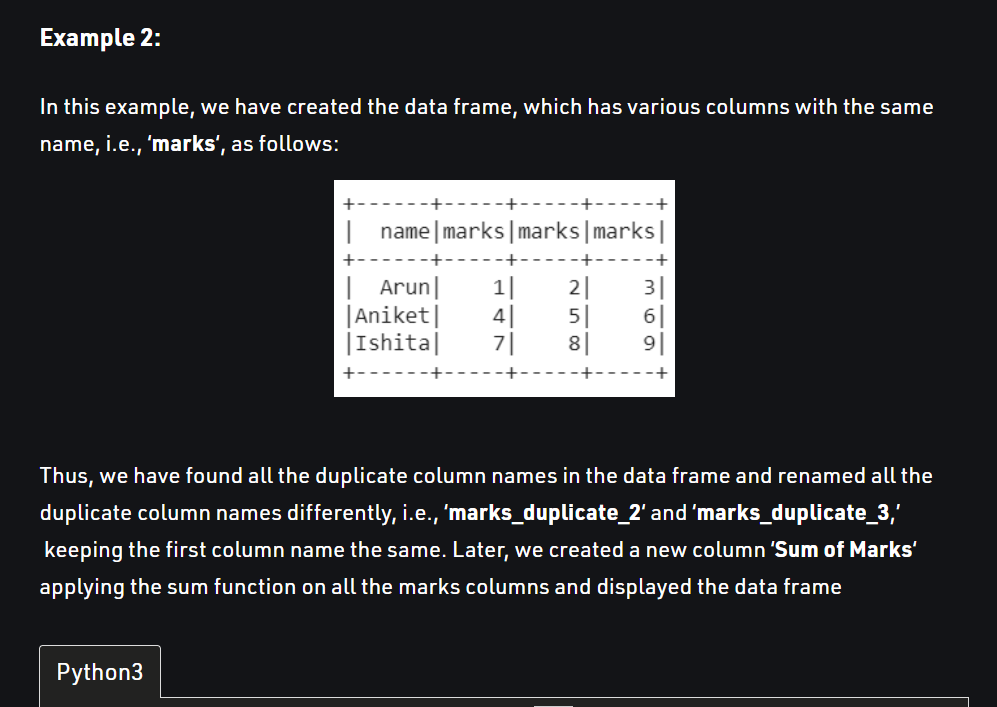 Example 2:
In this example, we have created the data frame, which has various columns with the same
name, i.e., ‘marks‘, as follows:
+------+-----+-----+-----+
|  name|marks|marks|marks|
+------+-----+-----+-----+
|  Arun|    1|    2|    3|
|Aniket|    4|    5|    6|
|Ishita|    7|    8|    9|
+------+-----+-----+-----+
Thus, we have found all the duplicate column names in the data frame and renamed all the
duplicate column names differently, i.e., ‘marks_duplicate_2‘ and ‘marks_duplicate_3,’
keeping the first column name the same. Later, we created a new column ‘Sum of Marks‘
applying the sum function on all the marks columns and displayed the data frame
Python3